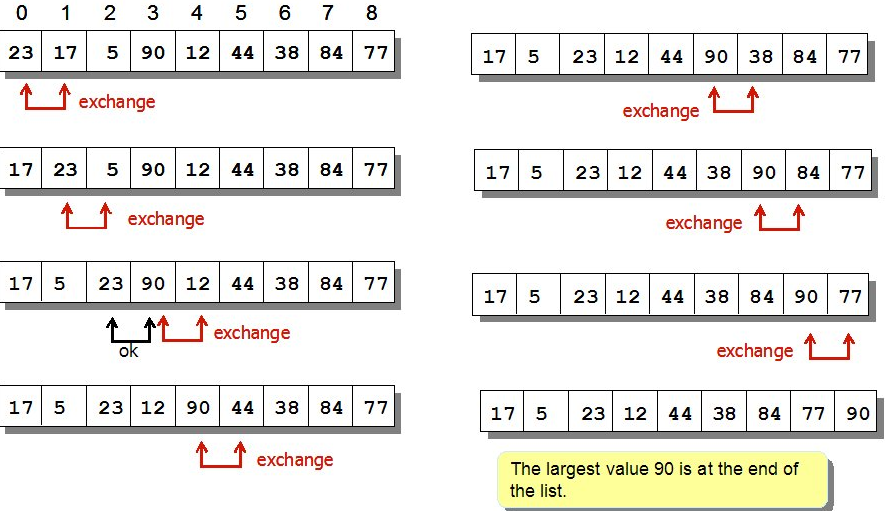 0 1 2 3 4 5 6 7 8
23 17 5 90 12 44 38 84 77
exchange
17 23 5 90 12 44 38 84 77
exchange
17 5 23 90 12 44 38 84 77
exchange
ok
17 5 23 12 90 44 38 84 77
exchange
17 5 23 12 44 90 38 84 77
exchange
17 5 23 12 44 38 90 84 77
exchange
17 5 23 12 44 38 84 90 77
exchange
17 5 23 12 44 38 84 77 90
The largest value 90 is at the end of
the list.